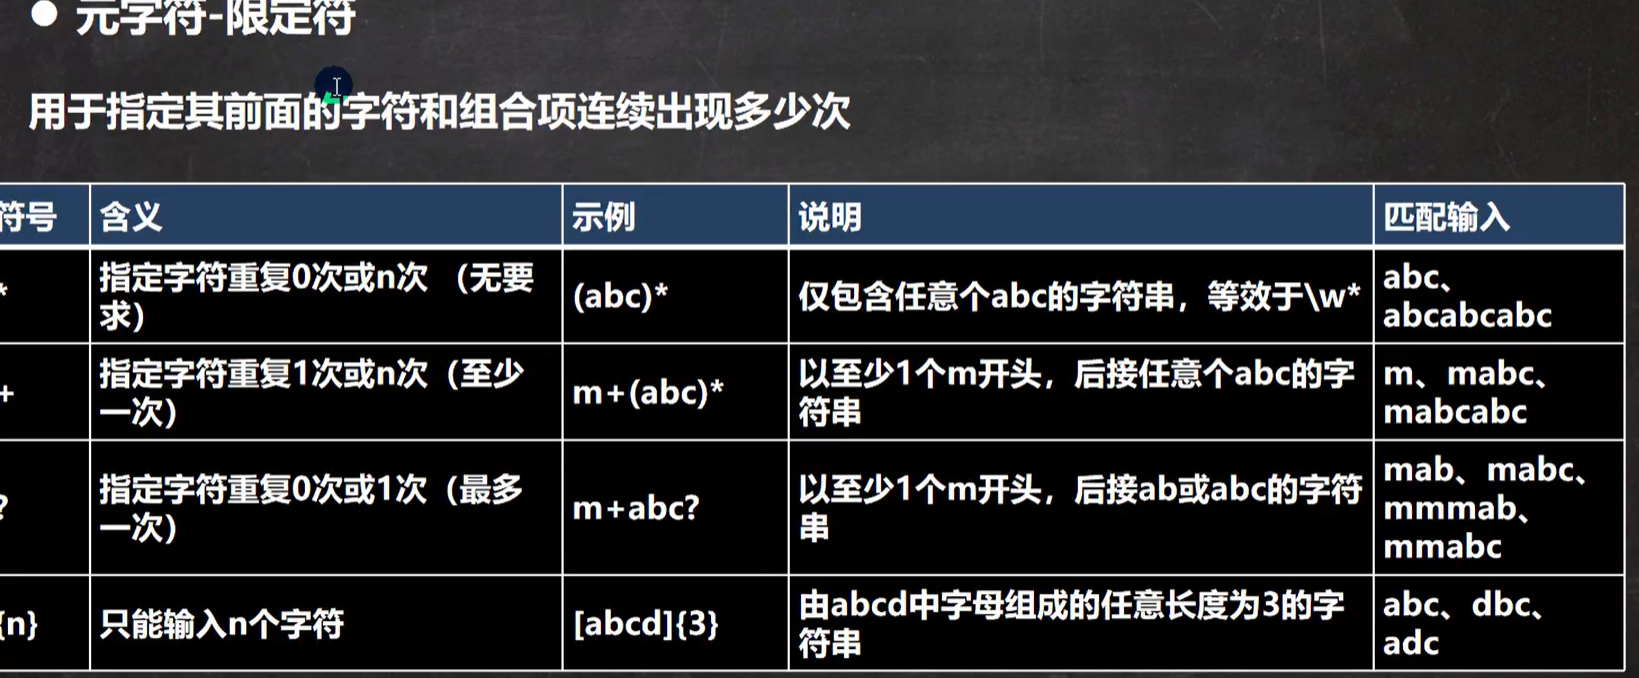 ● 元字符-限定符
用于指定其前面的字符和组合项连续出现多少次
符号 含义 示例 说明 匹配输入
* 指定字符重复0次或n次 （无要
求） (abc)* 仅包含任意个abc的字符串，等效于\w* abc、
abcabcabc
+ 指定字符重复1次或n次（至少
一次） m+(abc)* 以至少1个m开头，后接任意个abc的字
符串 m、mabc、
mabcabc
? 指定字符重复0次或1次（最多
一次） m+abc? 以至少1个m开头，后接ab或abc的字符
串 mab、mabc、
mmmab、
mmabc
{n} 只能输入n个字符 [abcd]{3} 由abcd中字母组成的任意长度为3的字
符串 abc、dbc、
adc